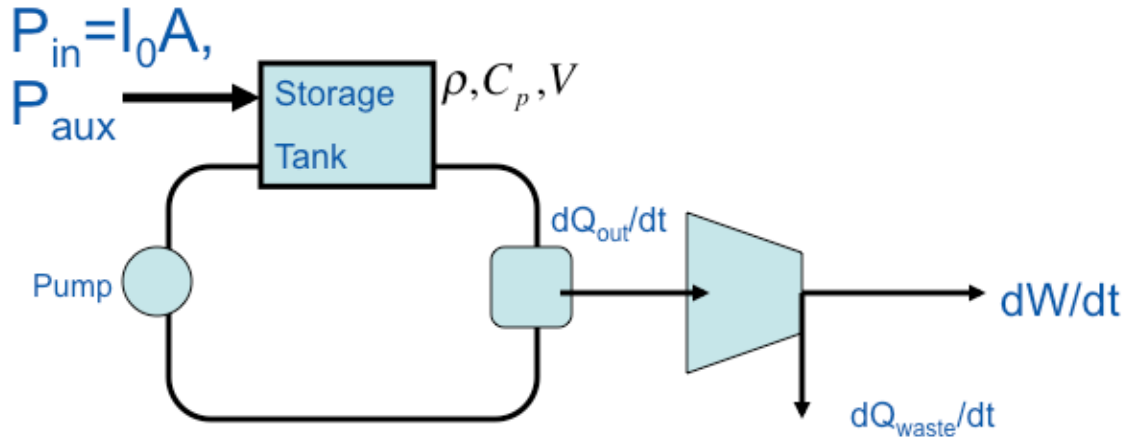 P_in=I_0A,
P_aux
Storage
Tank
ρ,C_p,V
dQ_out/dt
Pump
dW/dt
dQ_waste/dt